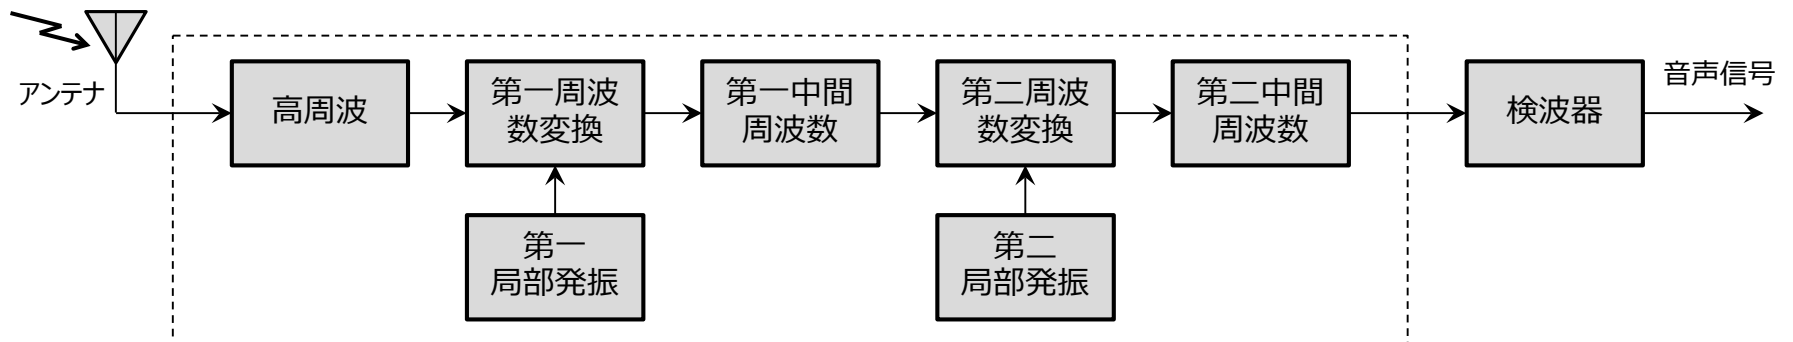 アンテナ
高周波
第一周波
数変換
第一中間
周波数
第二周波
数変換
第二中間
周波数
検波器
音声信号
第一
局部発振
第二
局部発振